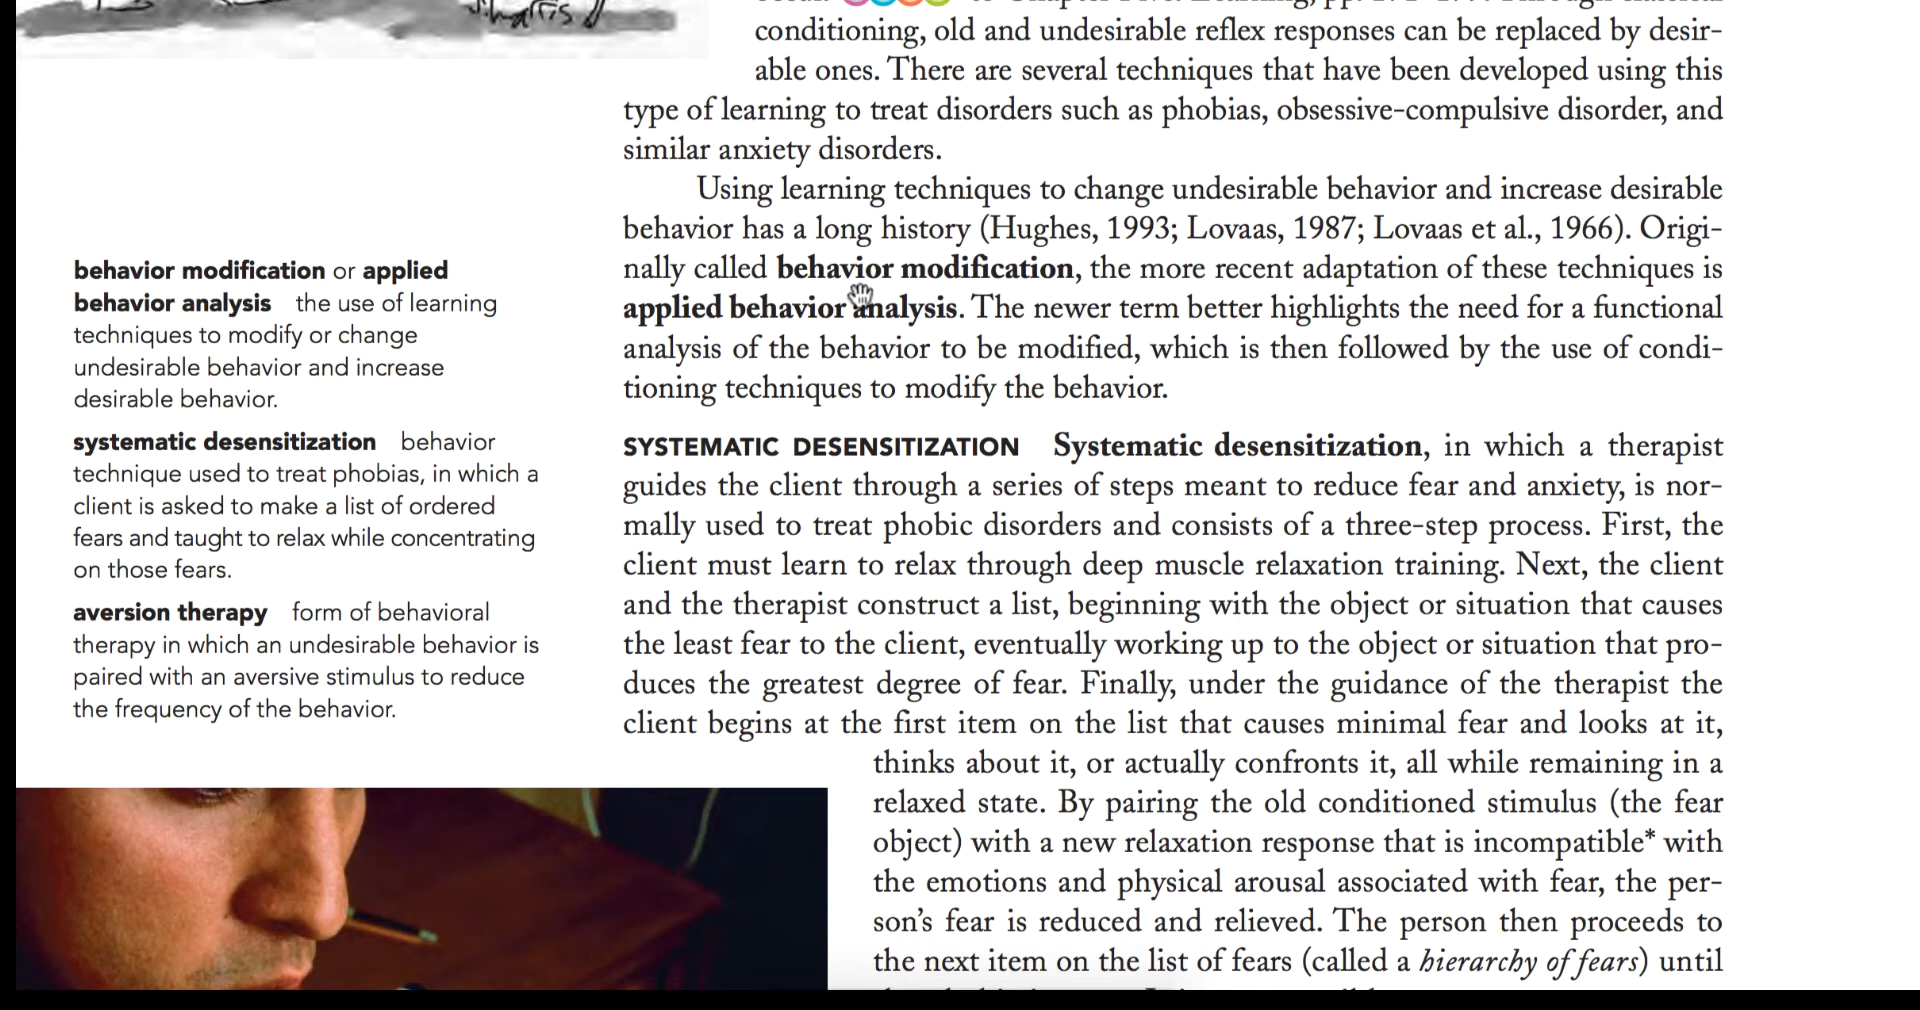 conditioning, old and undesirable reflex responses can be replaced by desir-
able ones. There are several techniques that have been developed using this
type of learning to treat disorders such as phobias, obsessive-compulsive disorder, and
similar anxiety disorders.
Using learning techniques to change undesirable behavior and increase desirable
behavior has a long history (Hughes, 1993; Lovaas, 1987; Lovaas et al., 1966). Origi-
nally called behavior modification, the more recent adaptation of these techniques is
applied behavior analysis. The newer term better highlights the need for a functional
analysis of the behavior to be modified, which is then followed by the use of condi-
tioning techniques to modify the behavior.
behavior modification or applied
behavior analysis the use of learning
techniques to modify or change
undesirable behavior and increase
desirable behavior.
systematic desensitization behavior
technique used to treat phobias, in which a
client is asked to make a list of ordered
fears and taught to relax while concentrating
on those fears.
aversion therapy form of behavioral
therapy in which an undesirable behavior is
paired with an aversive stimulus to reduce
the frequency of the behavior.
SYSTEMATIC DESENSITIZATION Systematic desensitization, in which a therapist
guides the client through a series of steps meant to reduce fear and anxiety, is nor-
mally used to treat phobic disorders and consists of a three-step process. First, the
client must learn to relax through deep muscle relaxation training. Next, the client
and the therapist construct a list, beginning with the object or situation that causes
the least fear to the client, eventually working up to the object or situation that pro-
duces the greatest degree of fear. Finally, under the guidance of the therapist the
client begins at the first item on the list that causes minimal fear and looks at it,
thinks about it, or actually confronts it, all while remaining in a
relaxed state. By pairing the old conditioned stimulus (the fear
object) with a new relaxation response that is incompatible* with
the emotions and physical arousal associated with fear, the per-
son's fear is reduced and relieved. The person then proceeds to
the next item on the list of fears (called a hierarchy of fears) until